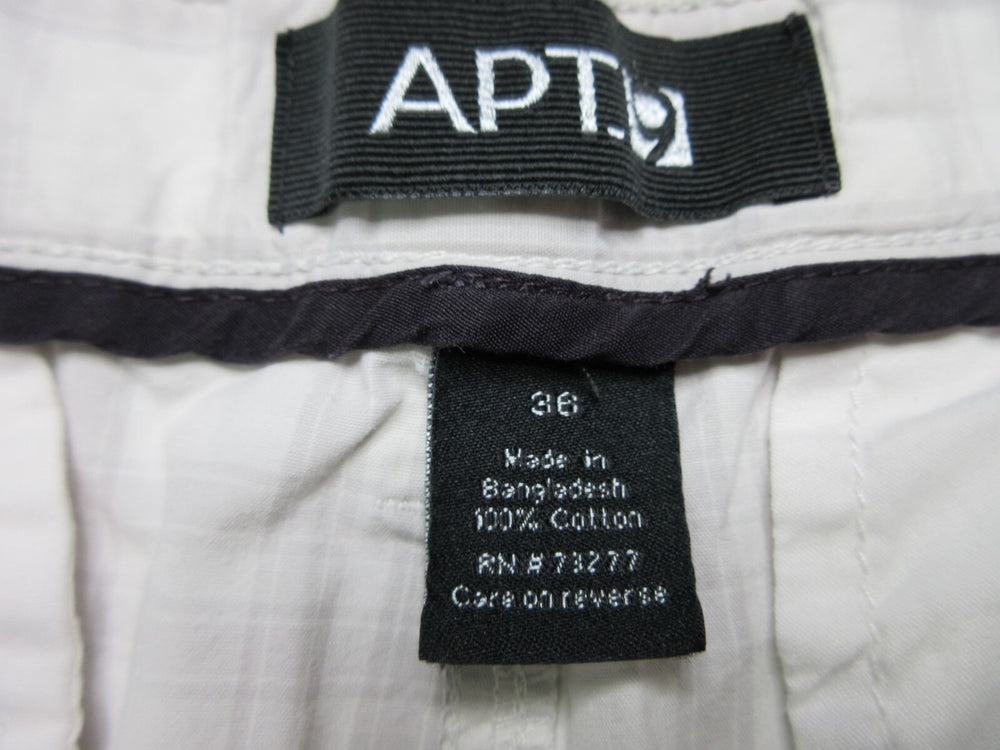 APT.9
36
Made in
Bangladesh
100% Cotton
RN # 73277
Care on reverse